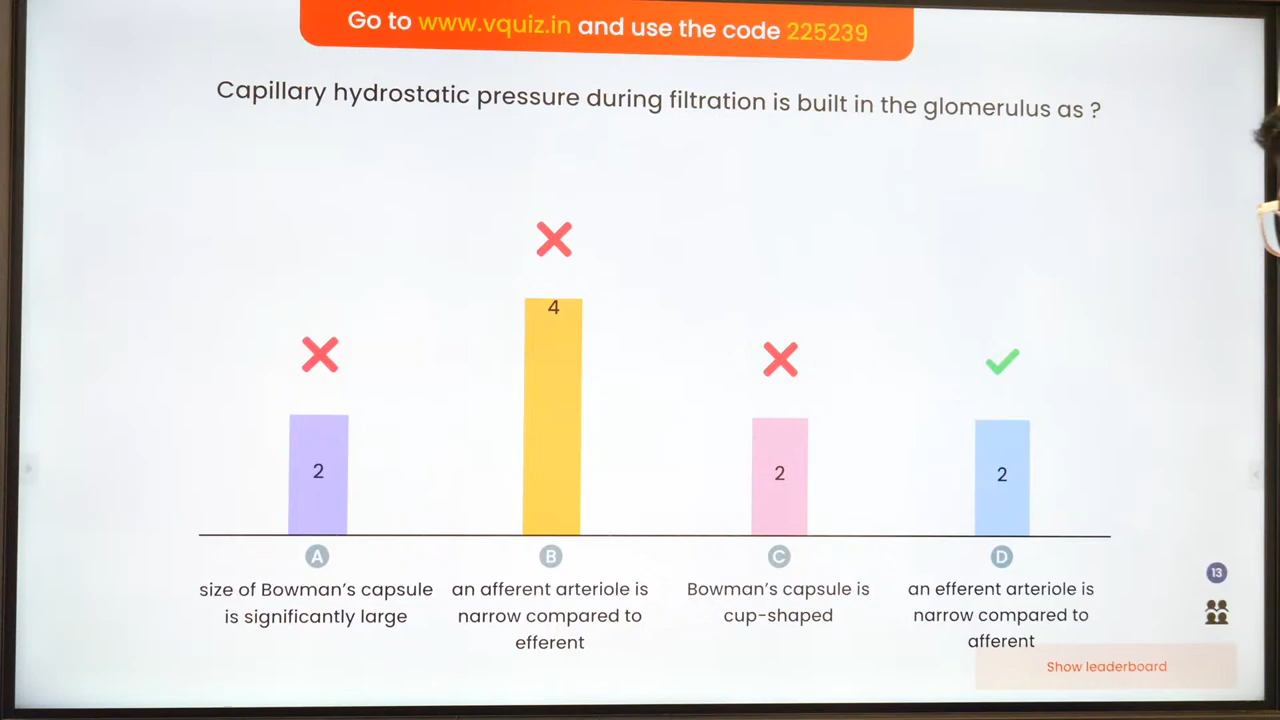 Go to www.vquiz.in and use the code 225239
Capillary hydrostatic pressure during filtration is built in the glomerulus as ?
4
2
2
2
A
B
C
D
size of Bowman's capsule
is significantly large
an afferent arteriole is
narrow compared to
efferent
Bowman's capsule is
cup-shaped
an efferent arteriole is
narrow compared to
afferent
13
Show leaderboard